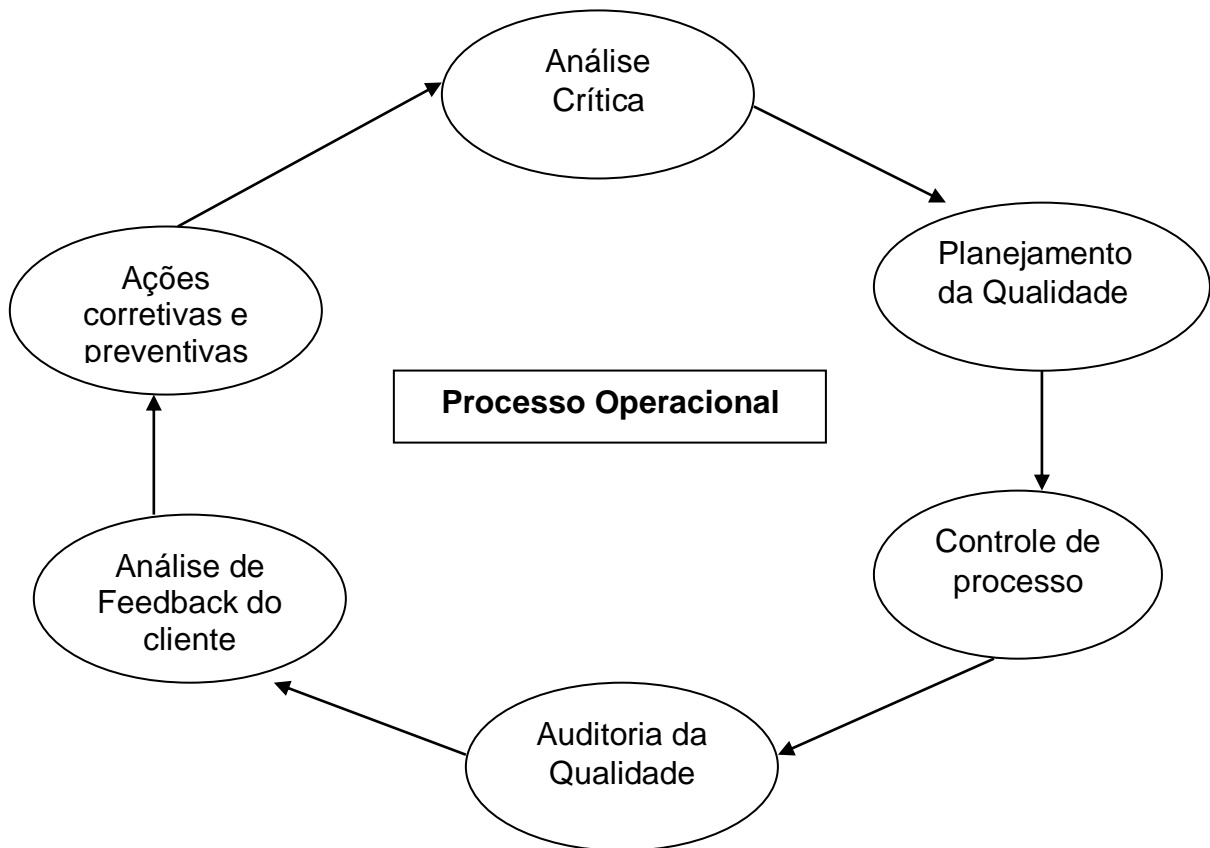 Análise
Crítica
Planejamento
da Qualidade
Controle de
processo
Auditoria da
Qualidade
Análise de
Feedback do
cliente
Ações
corretivas e
preventivas
Processo Operacional